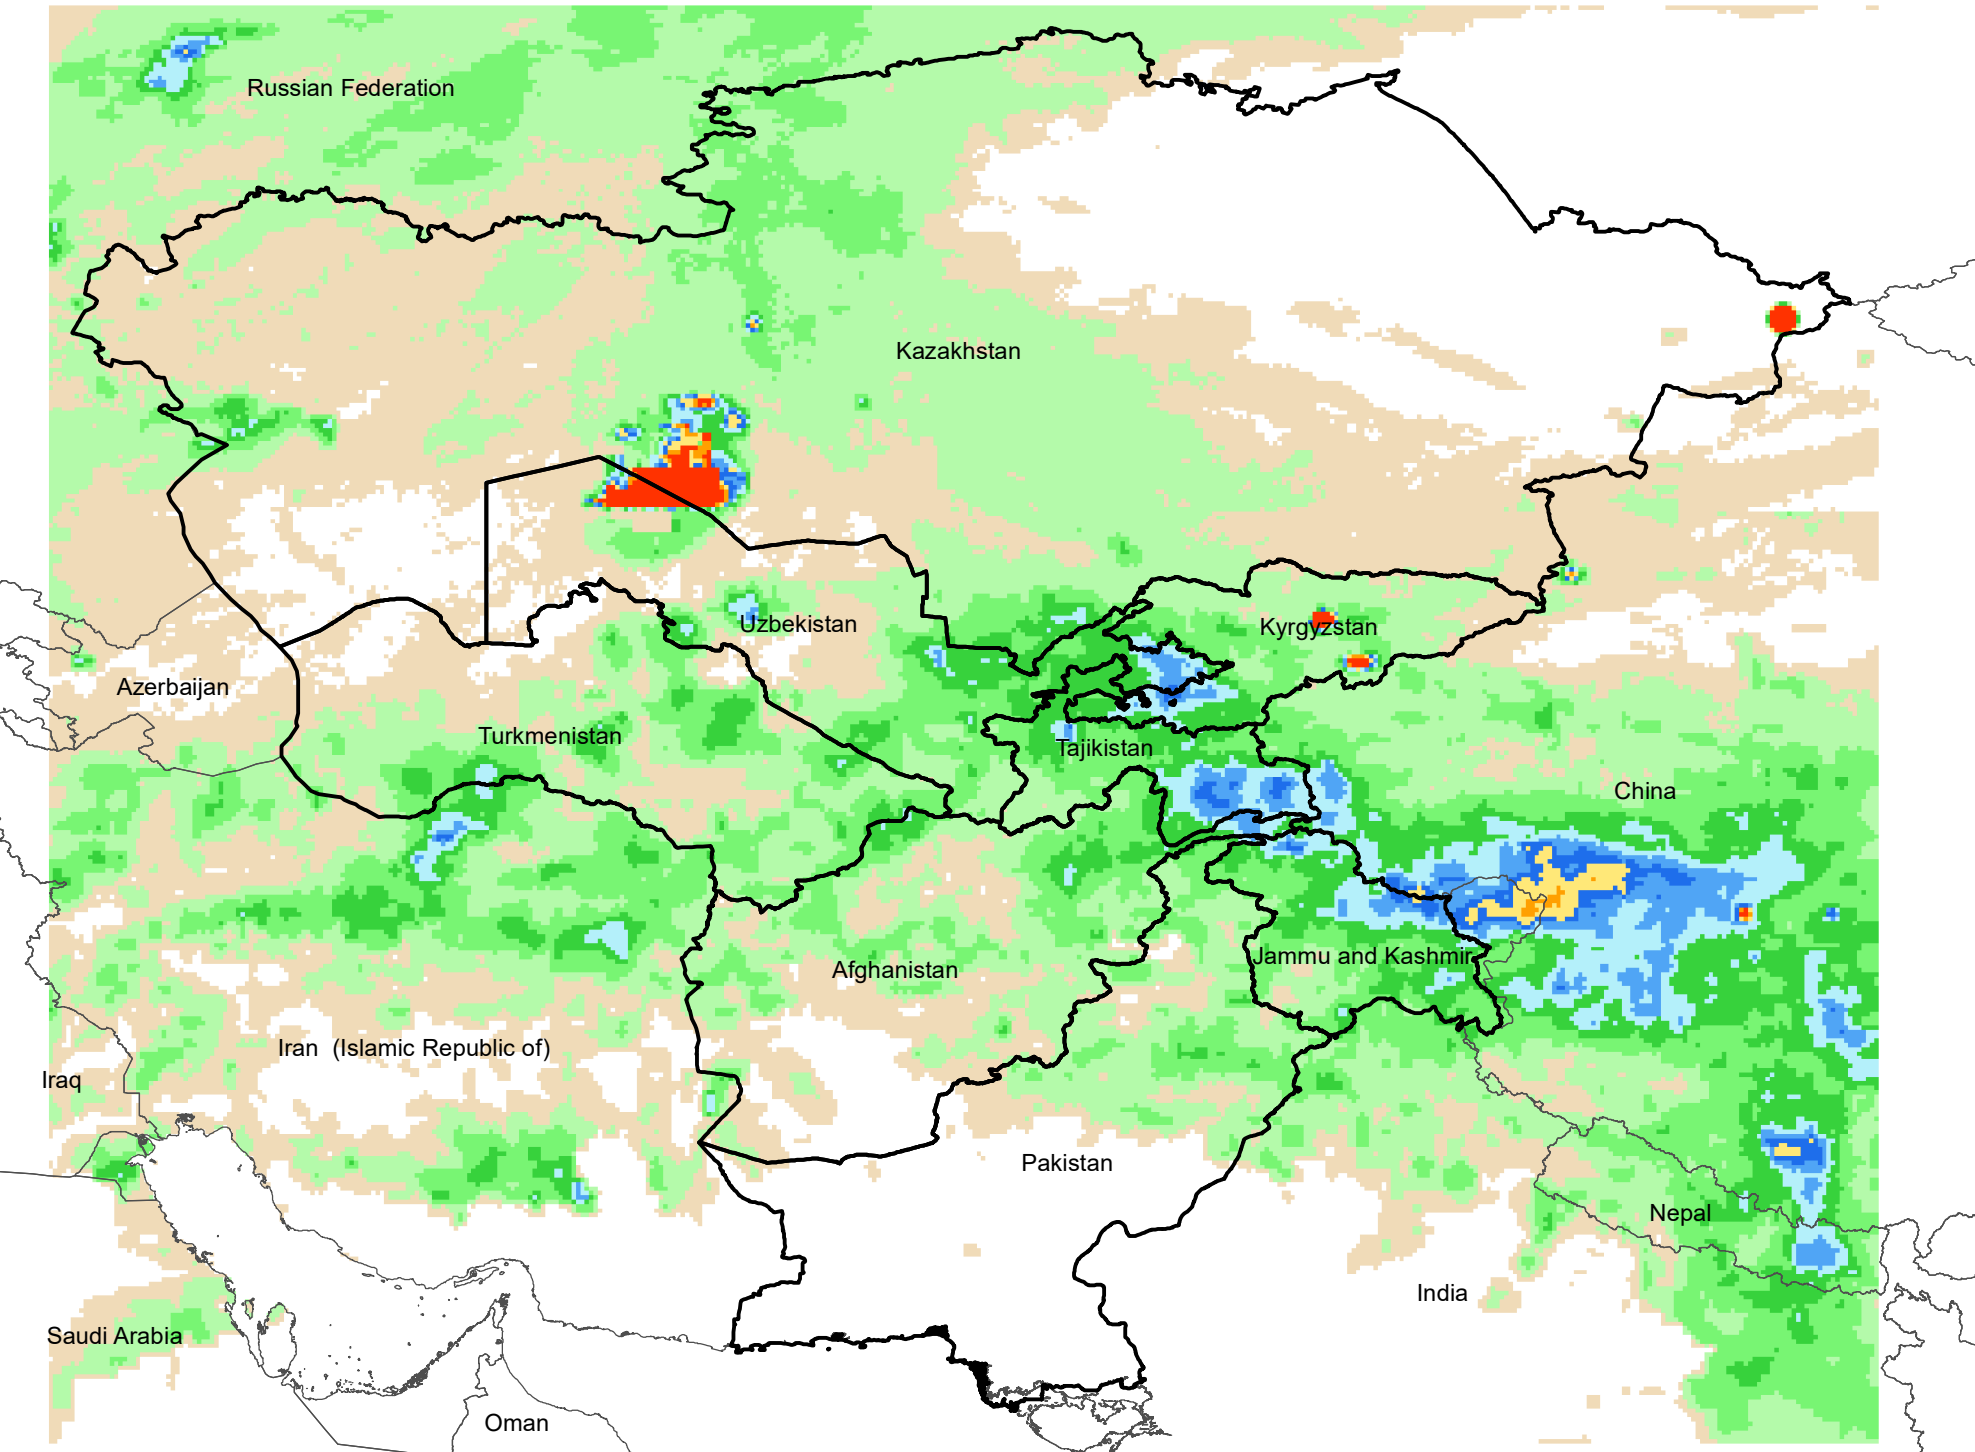 Russian Federation
Kazakhstan
Uzbekistan
Kyrgyzstan
Azerbaijan
Turkmenistan
Tajikistan
China
Jammu and Kashmir
Afghanistan
Iran  (Islamic Republic of)
Iraq
Pakistan
Nepal
India
Saudi Arabia
Oman